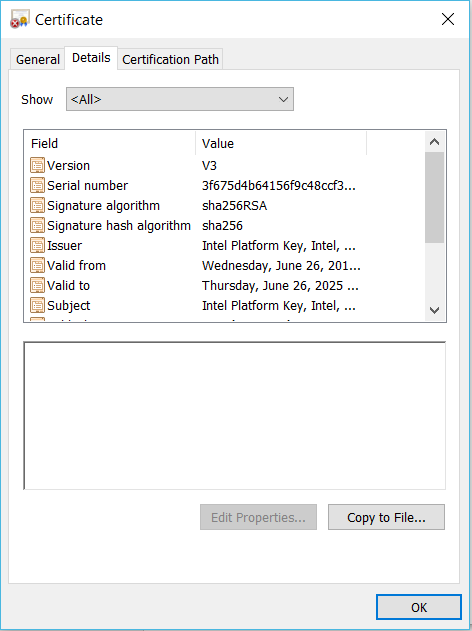 Certificate
General Details Certification Path
Show <All>
Field Value
Version V3
Serial number 3f675d4b64156f9c48ccf3...
Signature algorithm sha256RSA
Signature hash algorithm sha256
Issuer Intel Platform Key, Intel, ...
Valid from Wednesday, June 26, 201...
Valid to Thursday, June 26, 2025 ...
Subject Intel Platform Key, Intel, ...
Edit Properties... Copy to File...
OK